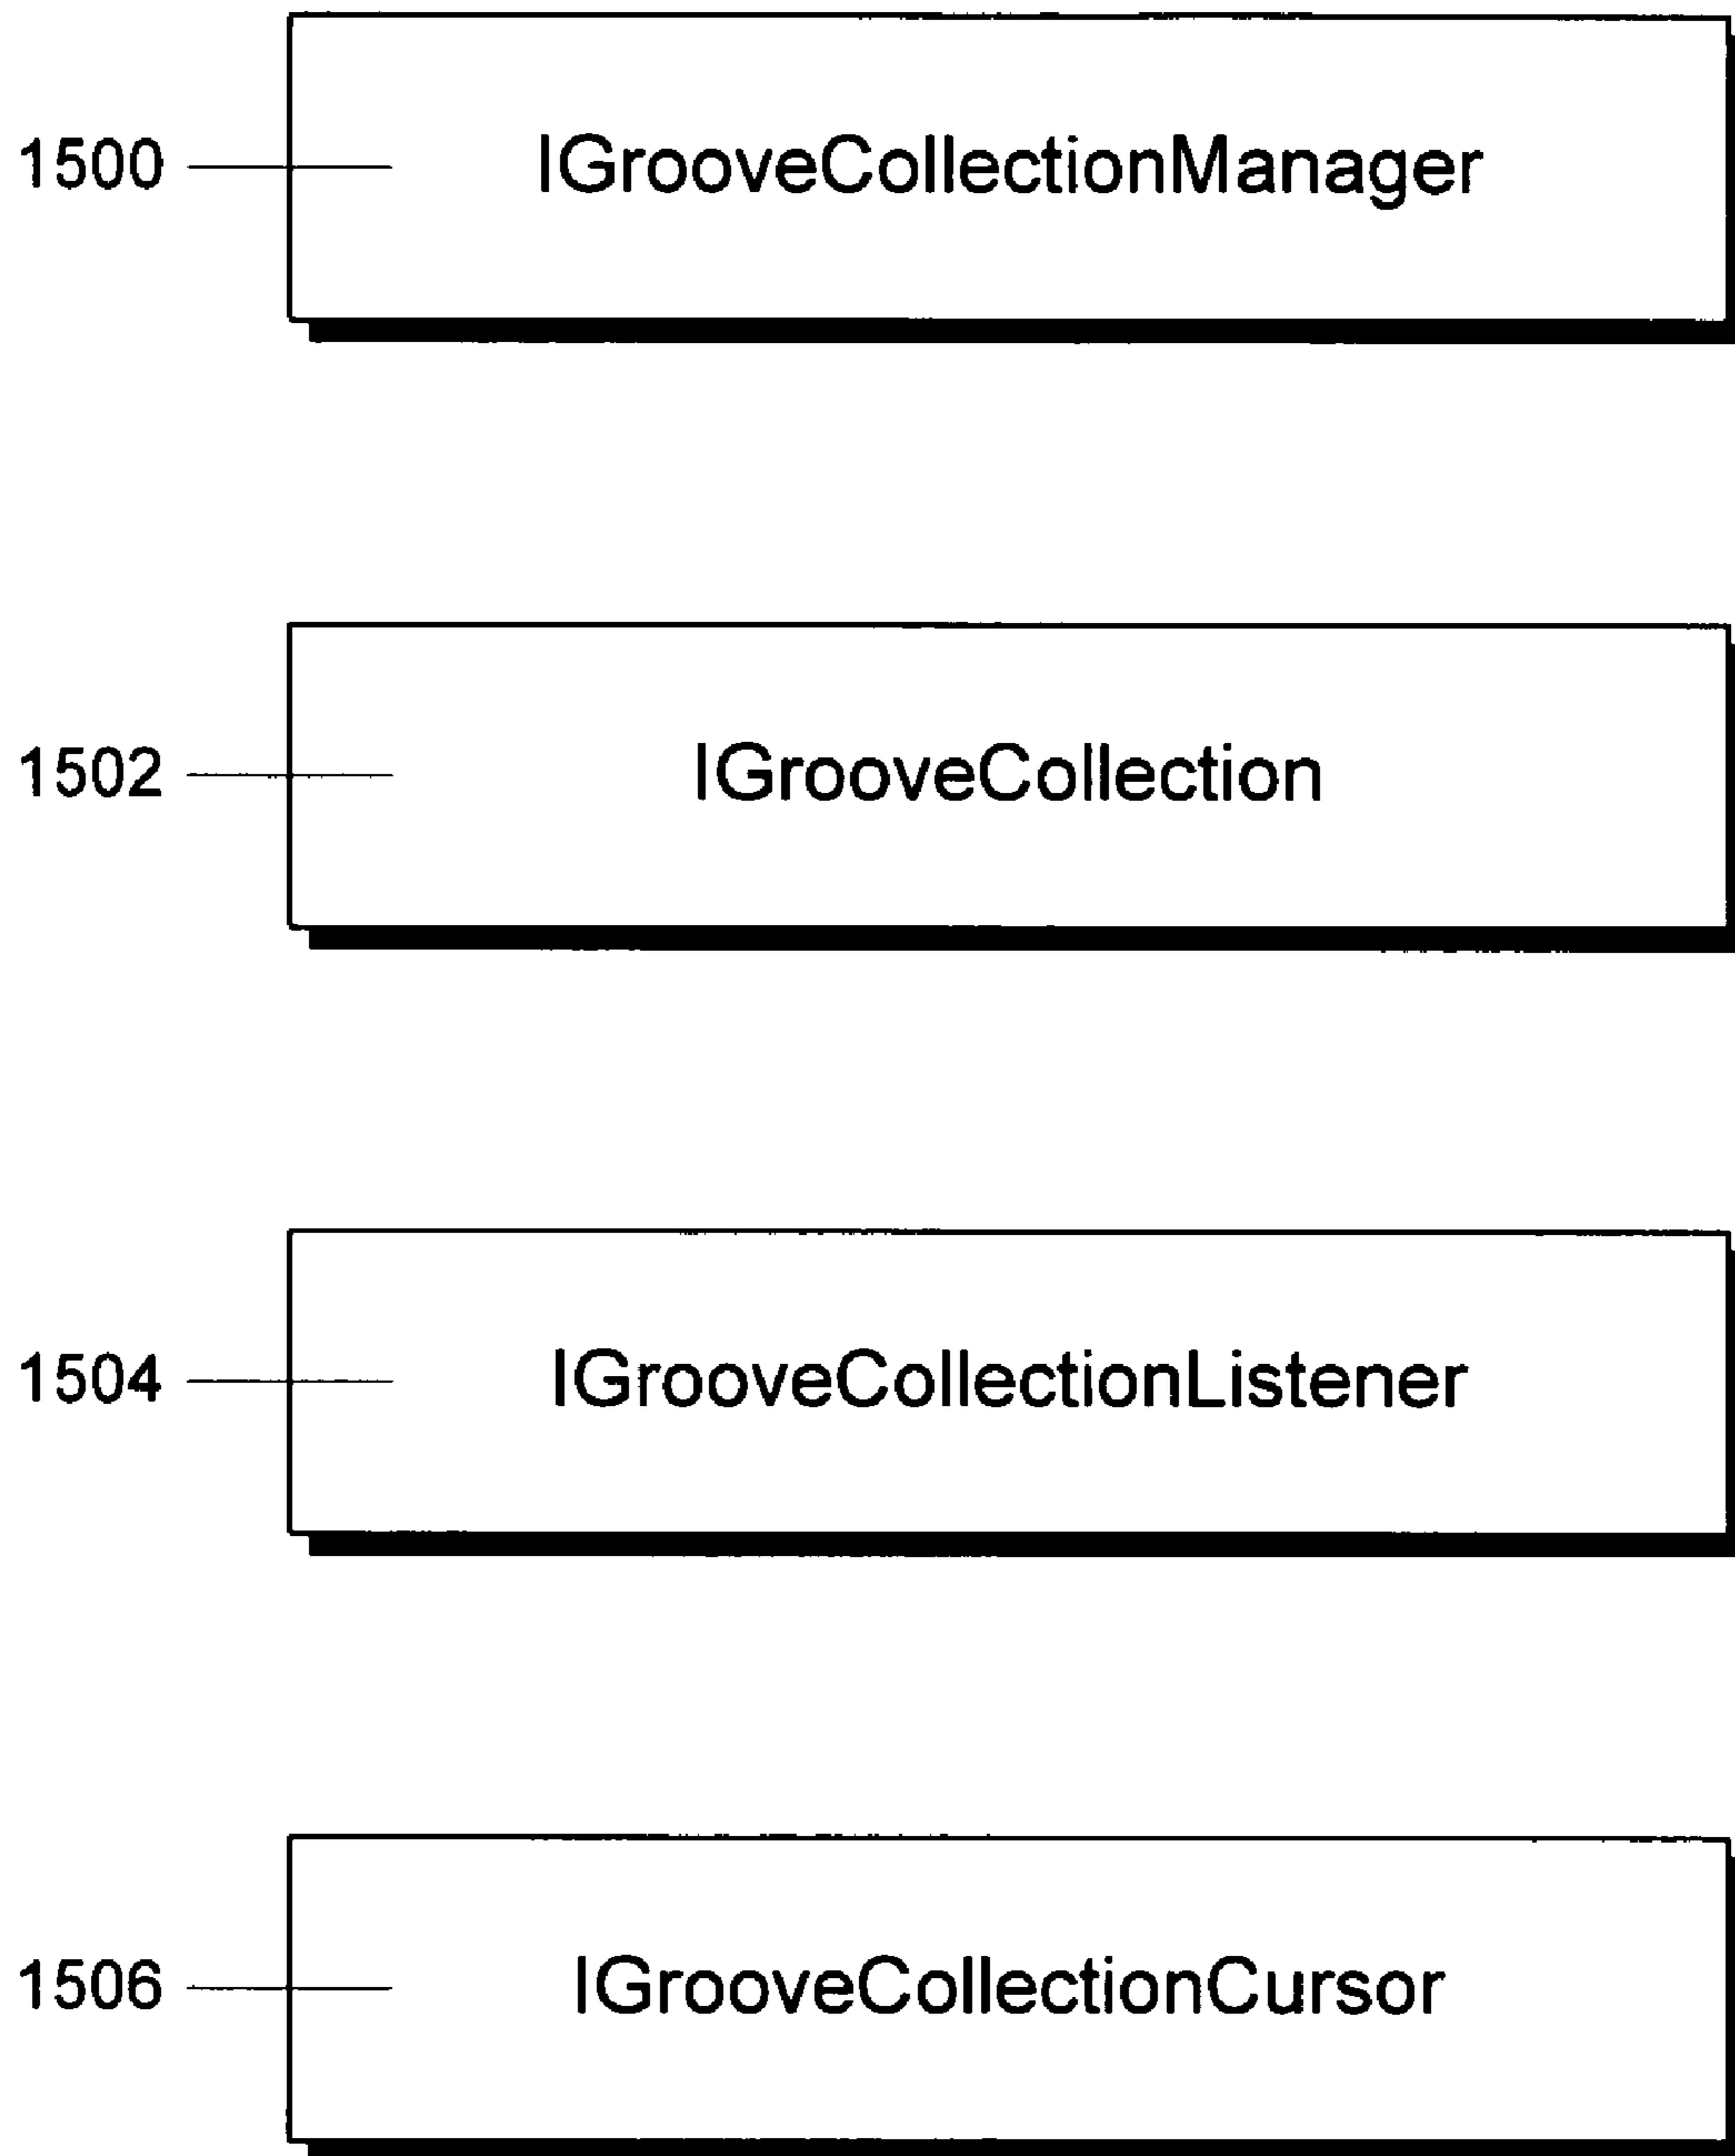 1500 IGrooveCollectionManager
1502 IGrooveCollection
1504 IGrooveCollectionListener
1506 IGrooveCollectionCursor